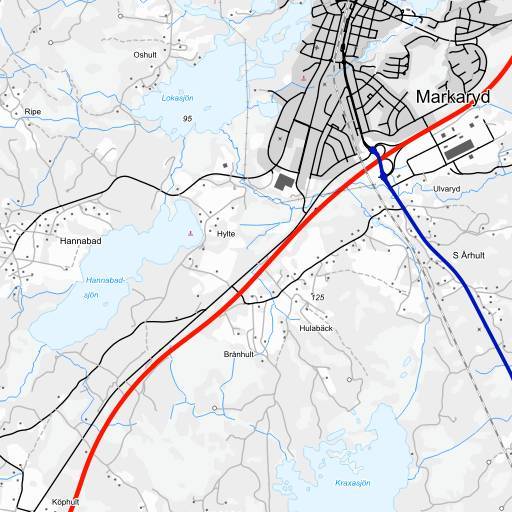 Oshult
Lokasjön
Markaryd
Ripe
95
Ulvaryd
Hylte
Hannabad
S Århult
Hannabad-
sjön
125
Hulabäck
Brånhult
Kraxasjön
Köphult